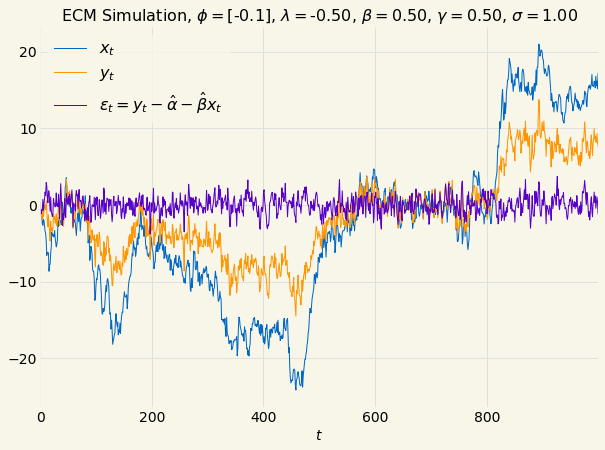 ECM Simulation, ϕ = [-0.1], λ = -0.50, β = 0.50, γ = 0.50, σ = 1.00
x_t
y_t
ε_t = y_t − α̂ − β̂x_t
20
10
0
−10
−20
0 200 400 600 800
t